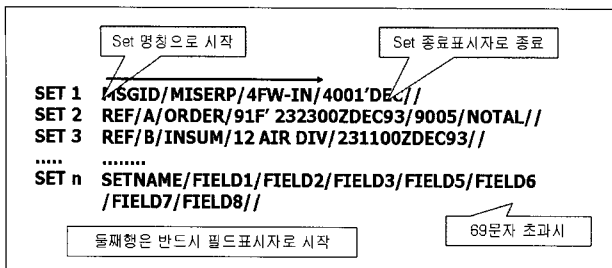 Set 명칭으로 시작
Set 종료표시자로 종료
SET 1 MSGID/MISERP/4FW-IN/4001'DEC//
SET 2 REF/A/ORDER/91F' 232300ZDEC93/9005/NOTAL//
SET 3 REF/B/INSUM/12 AIR DIV/231100ZDEC93//
..... ........
SET n SETNAME/FIELD1/FIELD2/FIELD3/FIELD5/FIELD6
/FIELD7/FIELD8//
둘째행은 반드시 필드표시자로 시작
69문자 초과시